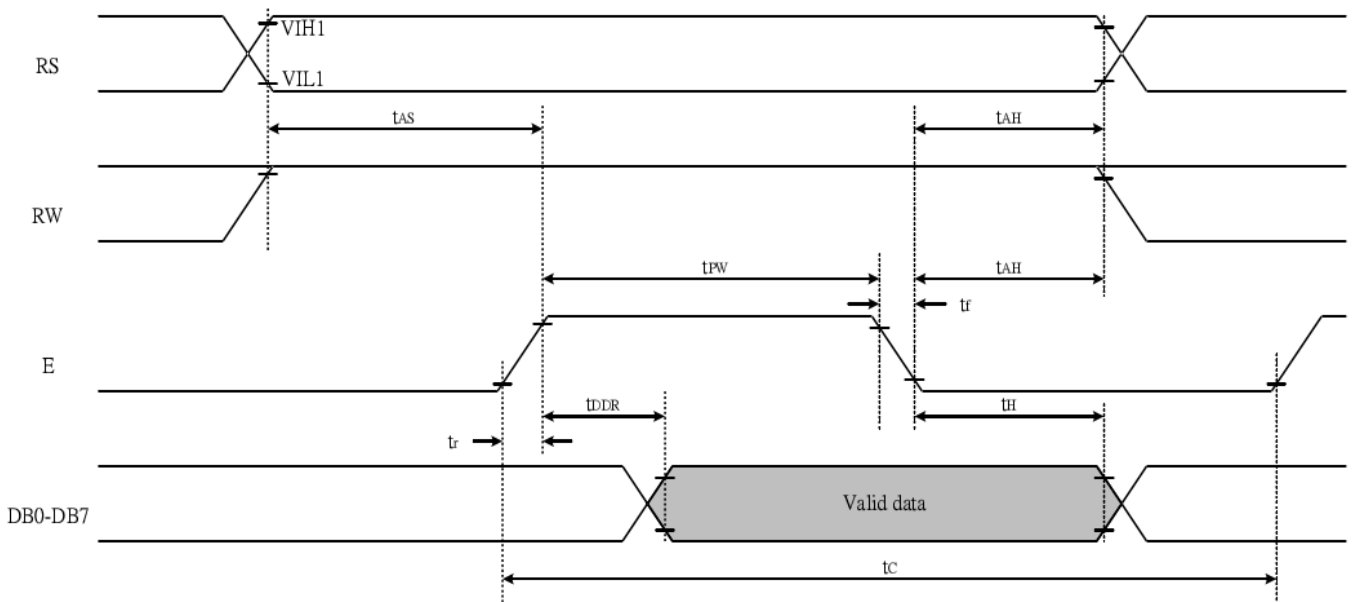 VIH1
RS
VIL1
tAS
tAH
RW
tPW
tAH
tf
E
tDDR
tH
tr
Valid data
DB0-DB7
tC